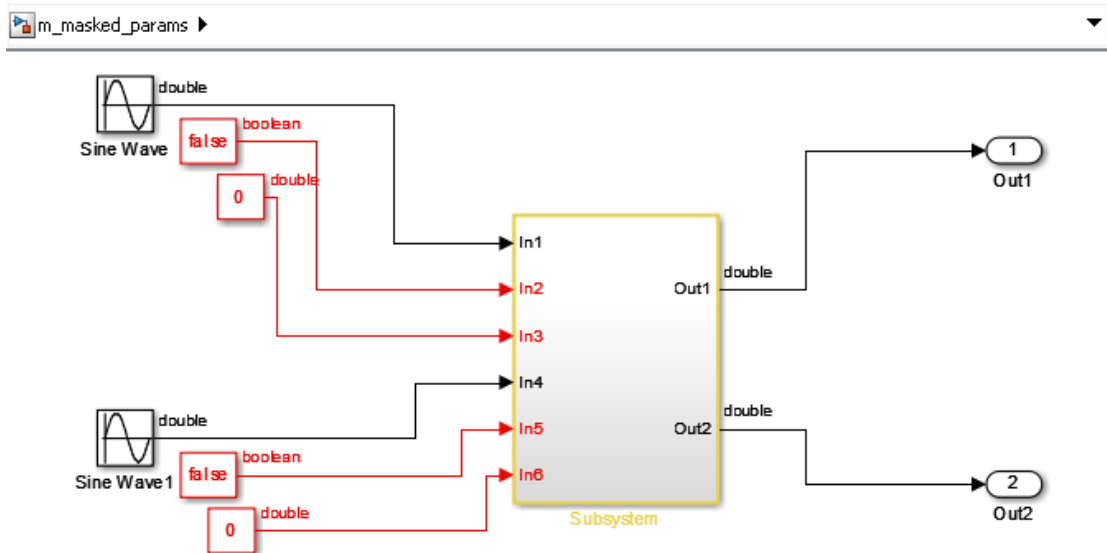 m_masked_params
double
Sine Wave
false
boolean
0
double
In1
In2
In3
In4
In5
In6
Out1
double
Out2
double
Subsystem
1
Out1
double
Sine Wave1
false
boolean
0
double
2
Out2